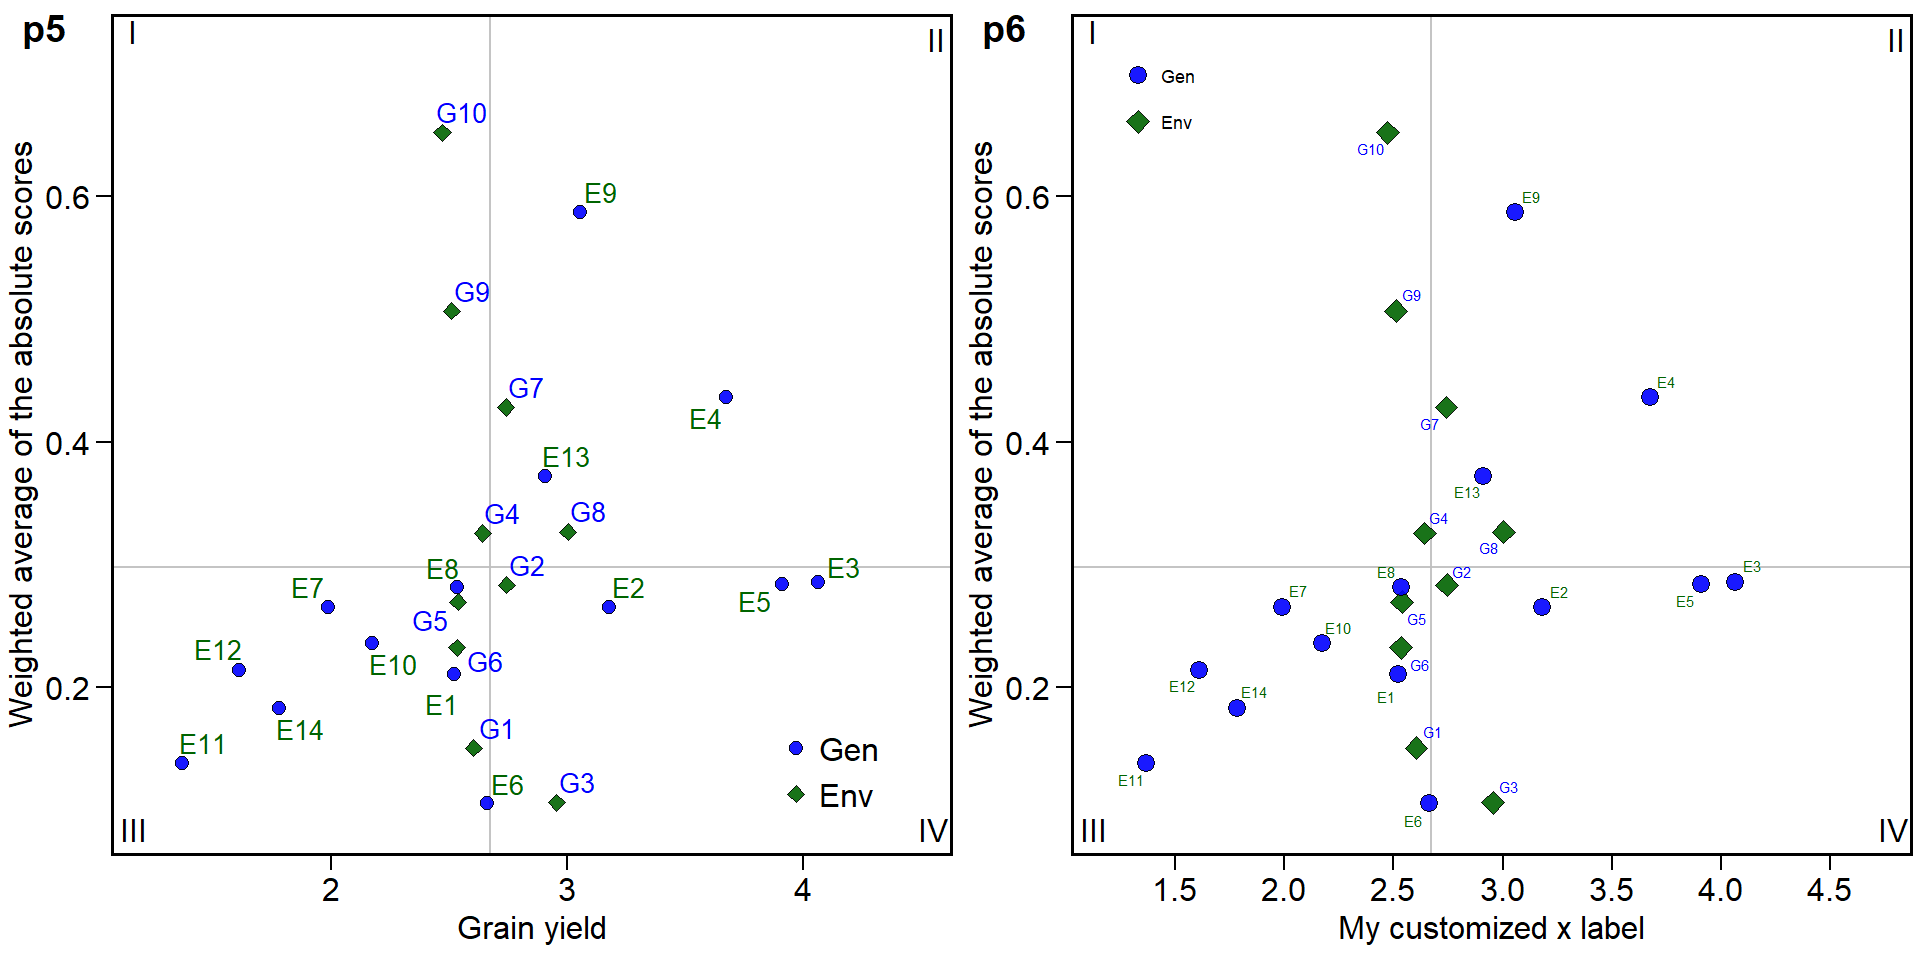 p5
I
II
G10
E9
G9
G7
E4
E13
G4
G8
E8
G2
E3
E7
E2
E5
G5
E12
E10
G6
E1
E14
G1
E11
E6
G3
Gen
Env
III
IV
0.6
0.4
0.2
2
3
4
Grain yield
Weighted average of the absolute scores
p6
I
II
Gen
Env
G10
E9
G9
E4
G7
E13
G4
G8
E8
G2
E3
E7
E2
E5
G5
E10
G6
E12
E14
E1
G1
E11
G3
E6
III
IV
0.6
0.4
0.2
1.5
2.0
2.5
3.0
3.5
4.0
4.5
My customized x label
Weighted average of the absolute scores